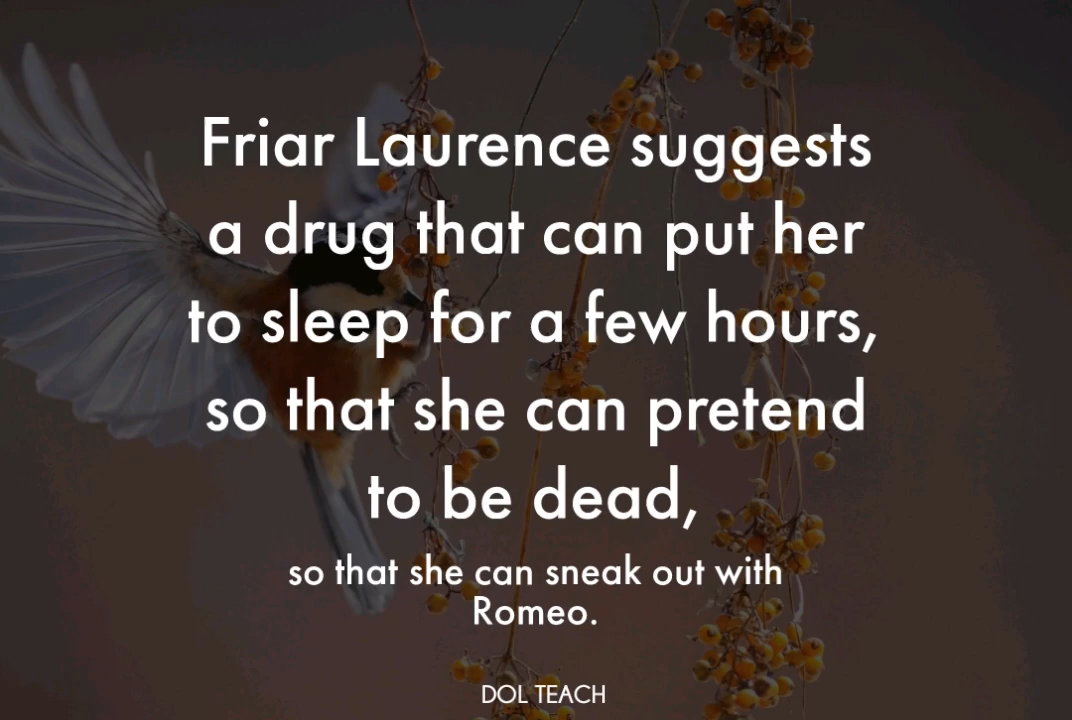 Friar Laurence suggests
a drug that can put her
to sleep for a few hours,
so that she can pretend
to be dead,
so that she can sneak out with
Romeo.
DOL TEACH